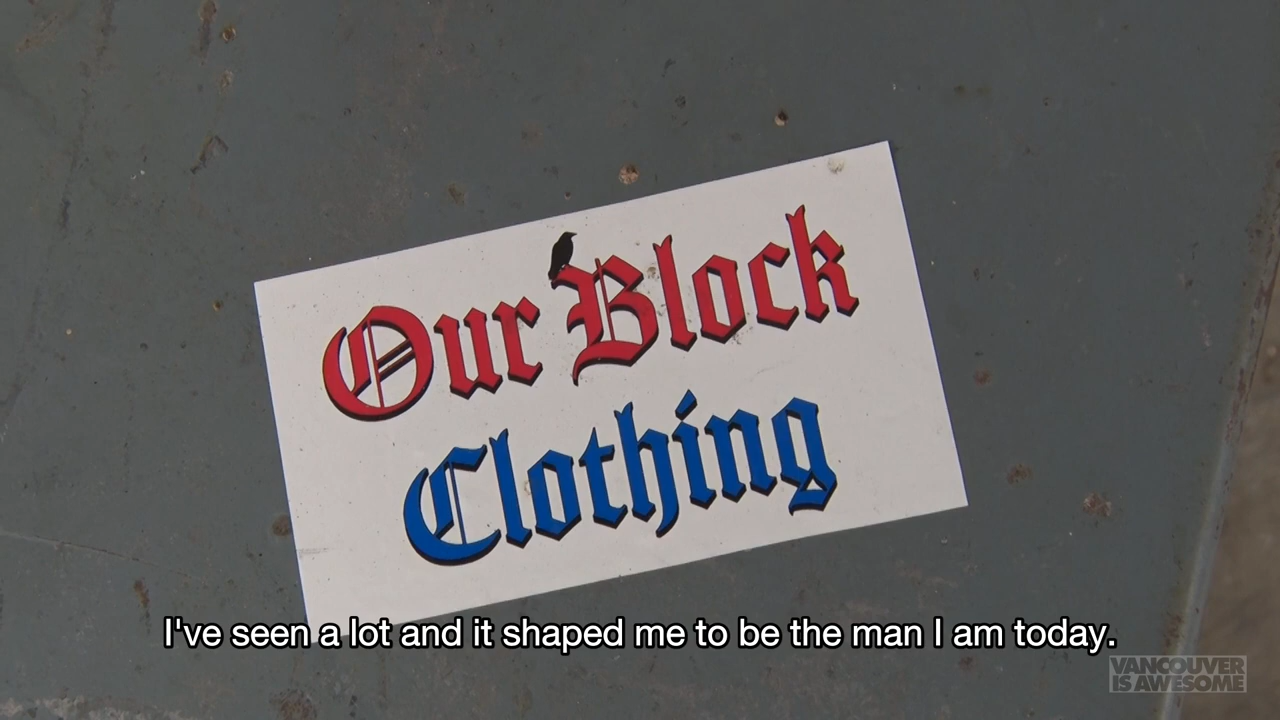 Our Block
Clothing
I've seen a lot and it shaped me to be the man I am today.
VANCOUVER
IS AWESOME